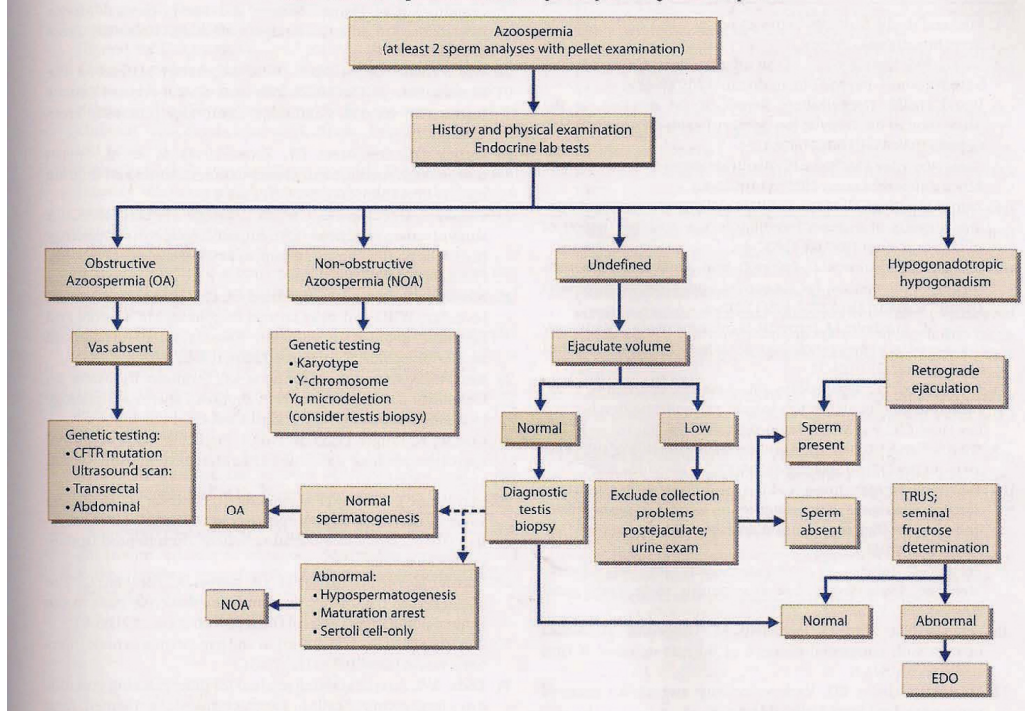 Azoospermia
(at least 2 sperm analyses with pellet examination)
History and physical examination
Endocrine lab tests
Obstructive
Azoospermia (OA)
Non-obstructive
Azoospermia (NOA)
Undefined
Hypogonadotropic
hypogonadism
Vas absent
Genetic testing
• Karyotype
• Y-chromosome
Yq microdeletion
(consider testis biopsy)
Ejaculate volume
Retrograde
ejaculation
Genetic testing:
• CFTR mutation
Ultrasound scan:
• Transrectal
• Abdominal
Normal
Low
Sperm
present
OA
Normal
spermatogenesis
Diagnostic
testis
biopsy
Exclude collection
problems
postejaculate;
urine exam
Sperm
absent
TRUS;
seminal
fructose
determination
NOA
Abnormal:
• Hypospermatogenesis
• Maturation arrest
• Sertoli cell-only
Normal
Abnormal
EDO